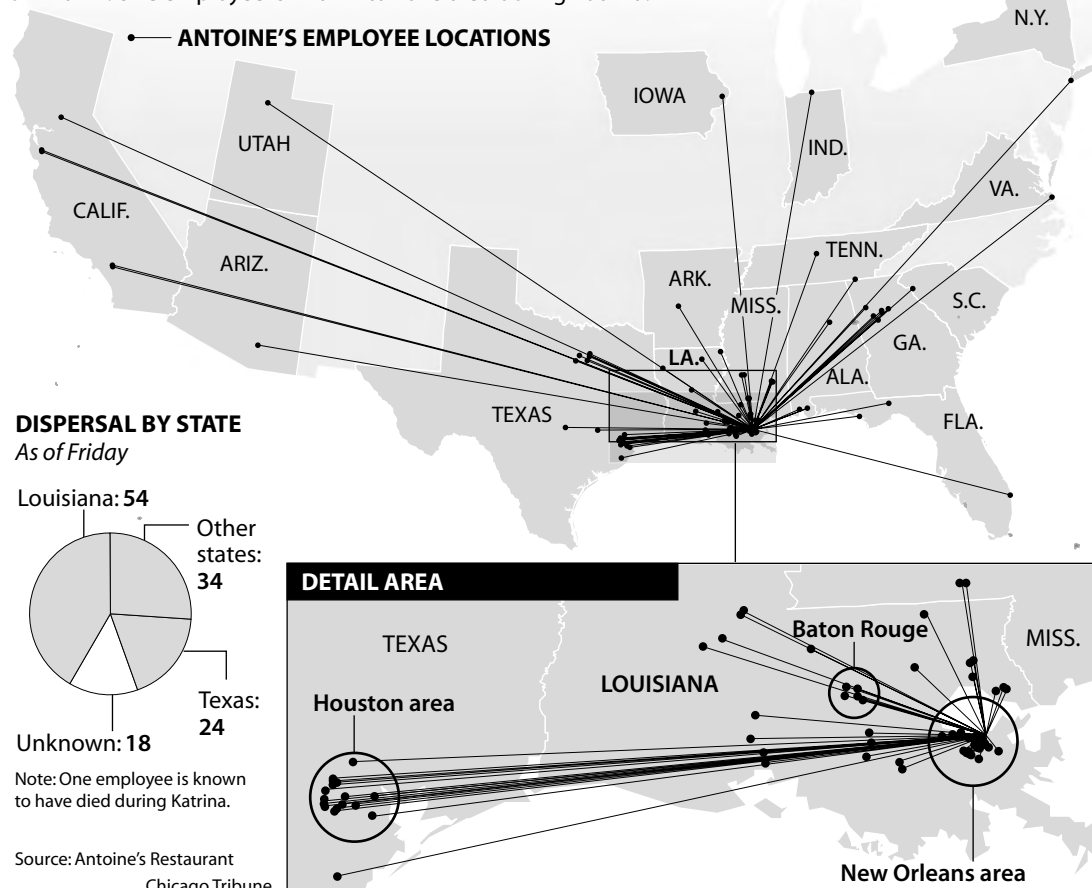 ANTOINE'S EMPLOYEE LOCATIONS
N.Y.
IOWA
UTAH
IND.
VA.
CALIF.
TENN.
ARIZ.
ARK.
MISS.
S.C.
GA.
LA.
ALA.
TEXAS
FLA.
DISPERSAL BY STATE
As of Friday
Louisiana: 54
Other
states:
34
Texas:
24
Unknown: 18
Note: One employee is known
to have died during Katrina.
Source: Antoine's Restaurant
Chicago Tribune
DETAIL AREA
TEXAS
Baton Rouge
MISS.
LOUISIANA
Houston area
New Orleans area